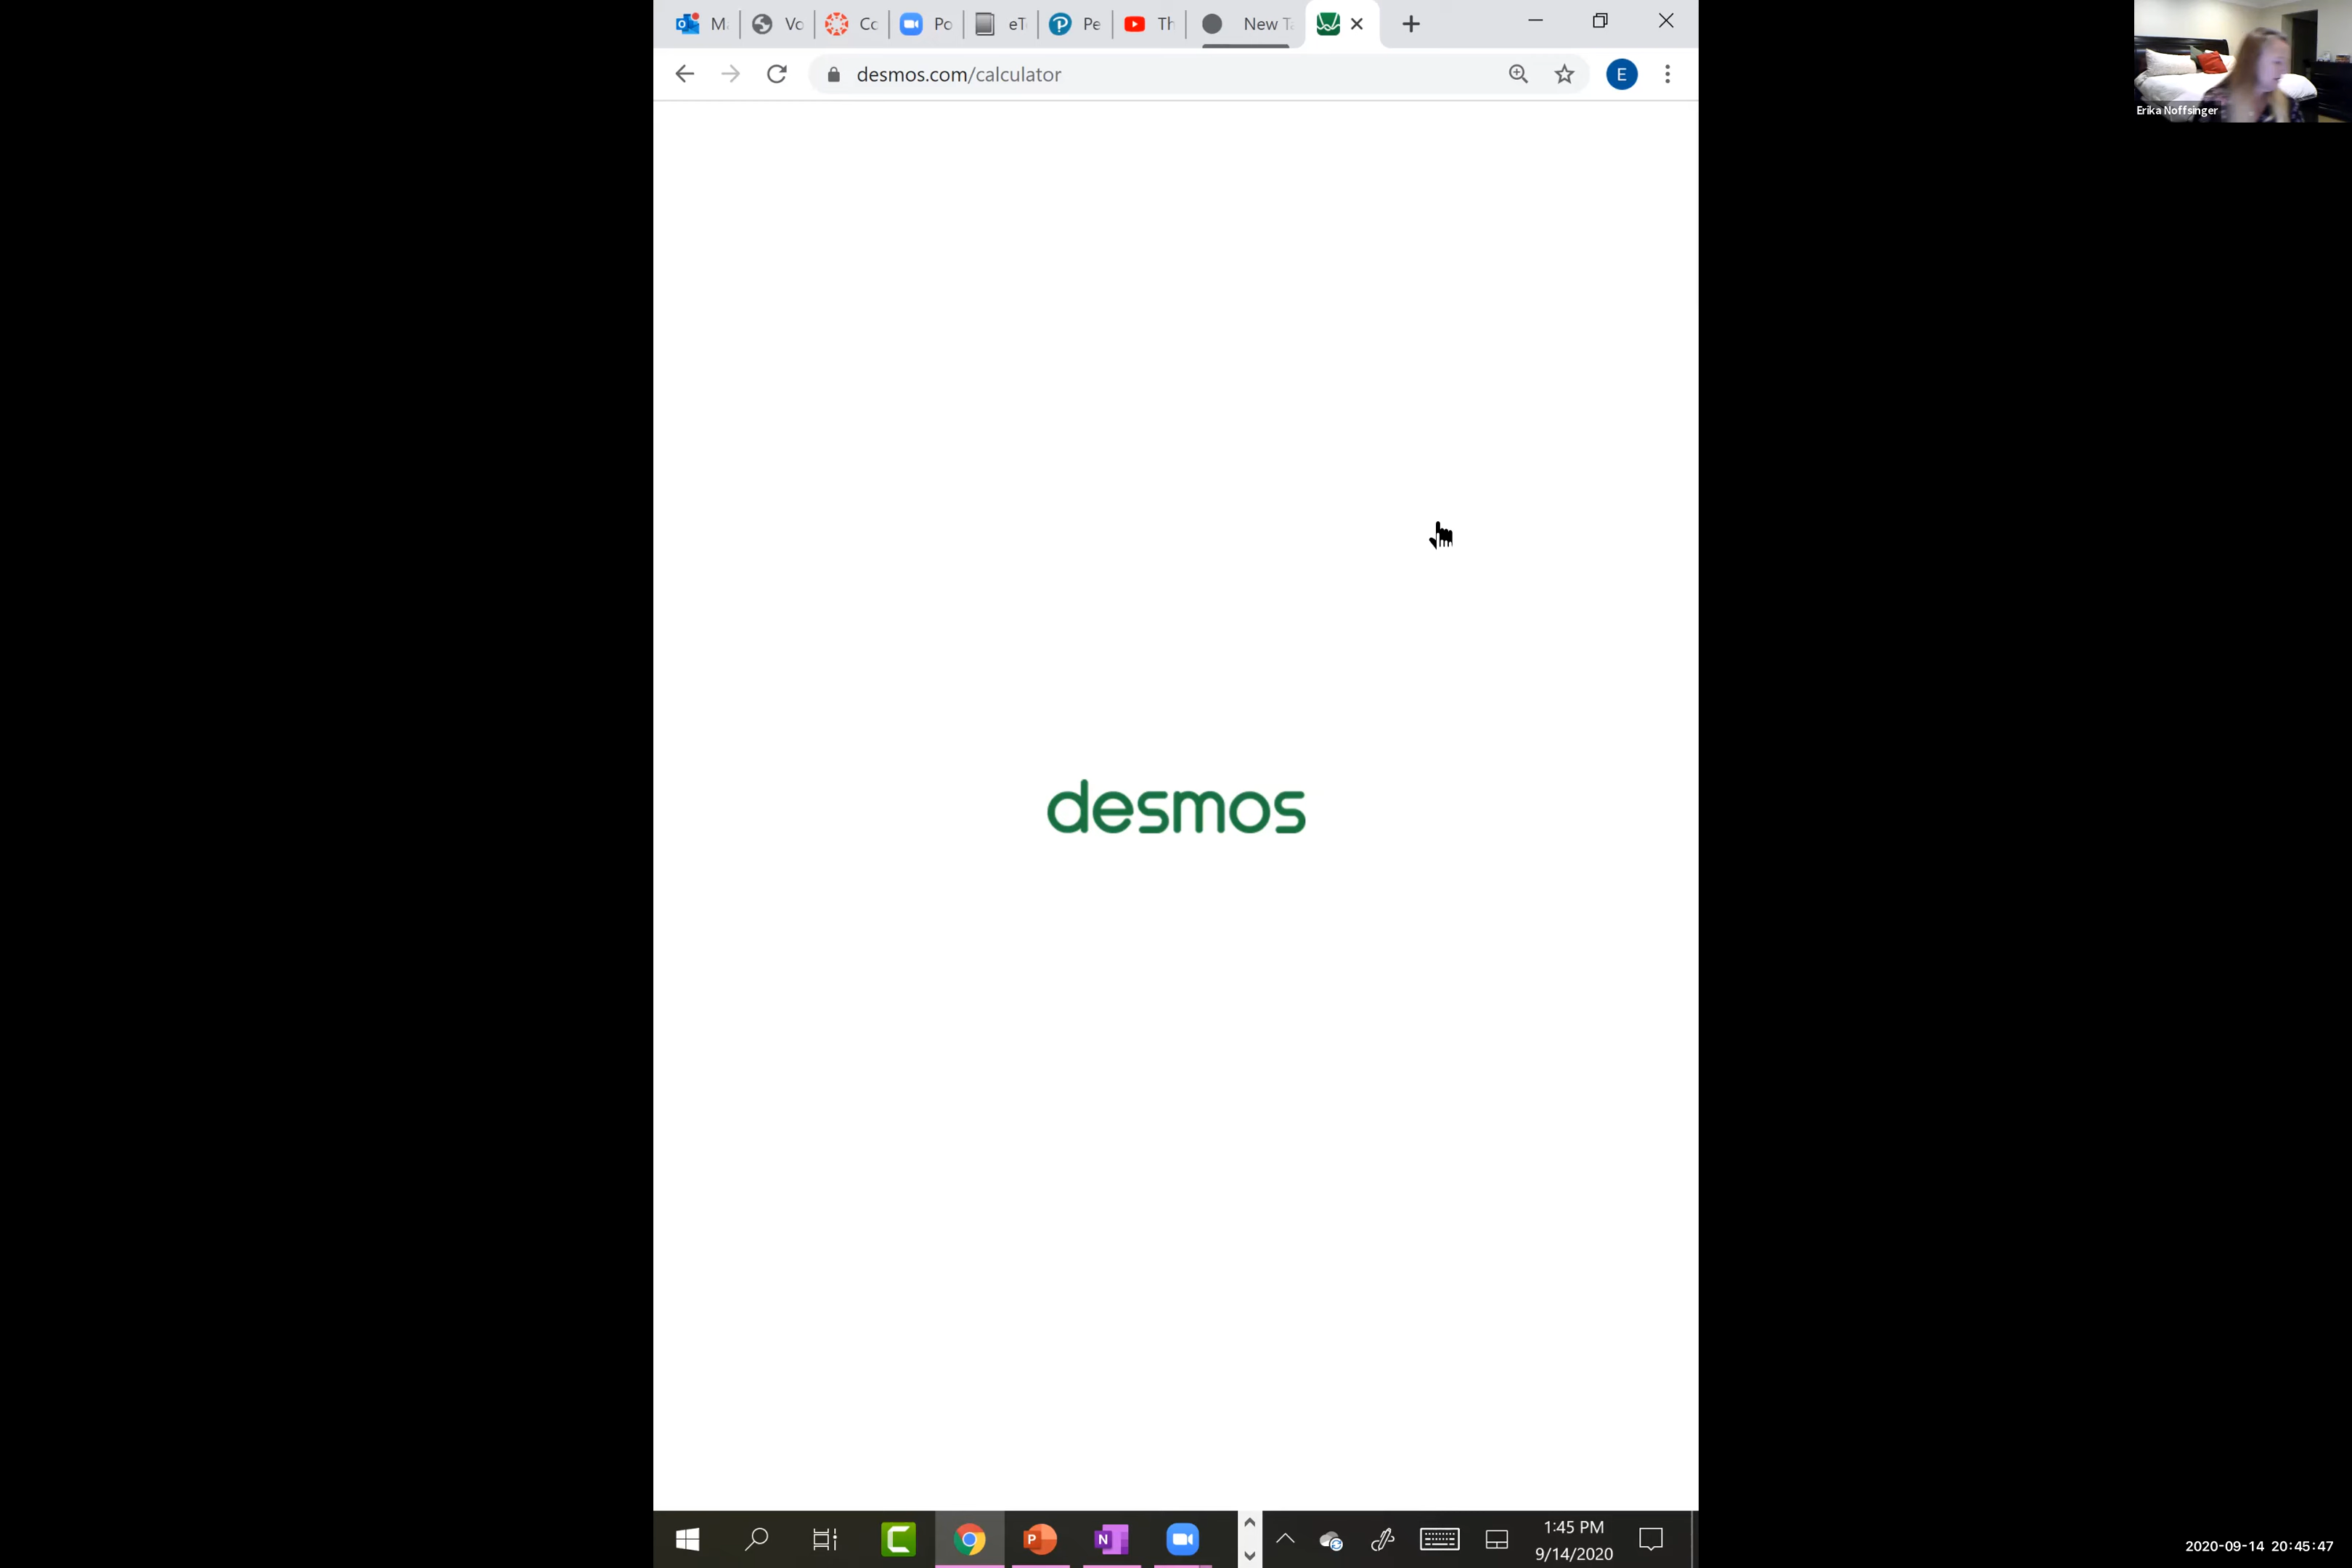 M
Vo
Cc
Po
eT
Pe
Th
New Ta
desmos.com/calculator
E
Erika Noffsinger
desmos
1:45 PM
9/14/2020
2020-09-14 20:45:47